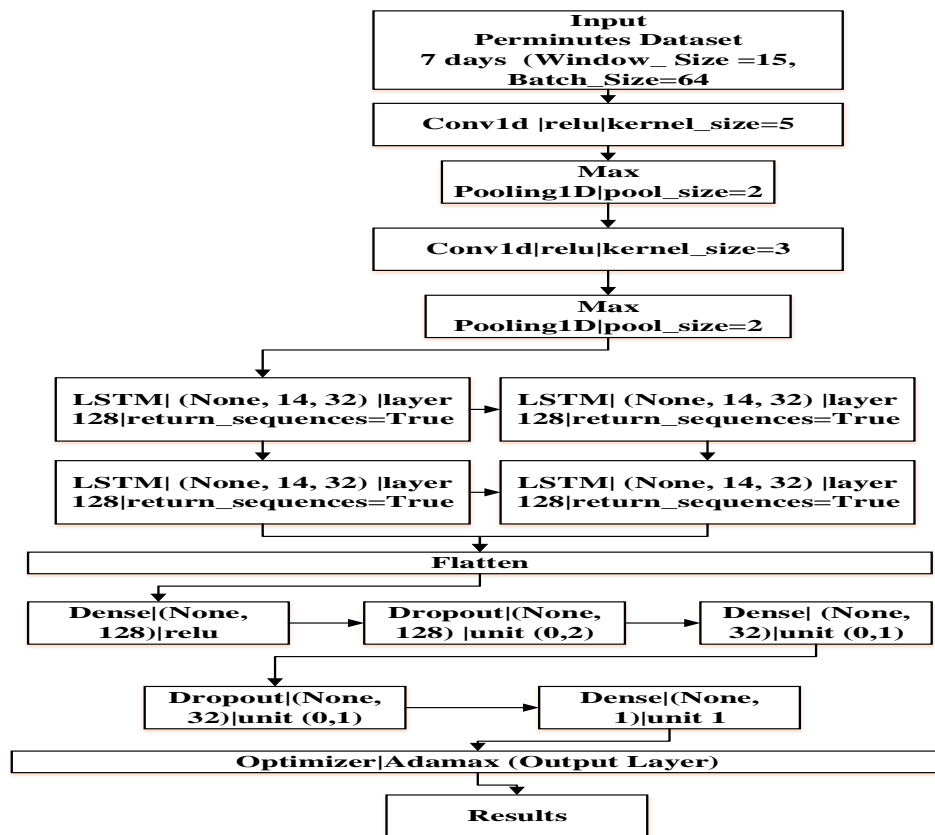 Input
Perminutes Dataset
7 days (Window_ Size =15,
Batch_Size=64
Conv1d |relu|kernel_size=5
Max
Pooling1D|pool_size=2
Conv1d|relu|kernel_size=3
Max
Pooling1D|pool_size=2
LSTM| (None, 14, 32) |layer
128|return_sequences=True
LSTM| (None, 14, 32) |layer
128|return_sequences=True
LSTM| (None, 14, 32) |layer
128|return_sequences=True
LSTM| (None, 14, 32) |layer
128|return_sequences=True
Flatten
Dense|(None,
128)|relu
Dropout|(None,
128) |unit (0,2)
Dense| (None,
32)|unit (0,1)
Dropout|(None,
32)|unit (0,1)
Dense|(None,
1)|unit 1
Optimizer|Adamax (Output Layer)
Results